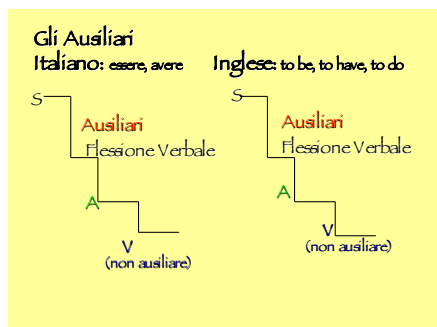 Gli Ausiliari
Italiano: essere, avere
Inglese: to be, to have, to do
S
Ausiliari
Flessione Verbale
A
V
(non ausiliare)
S
Ausiliari
Flessione Verbale
A
V
(non ausiliare)